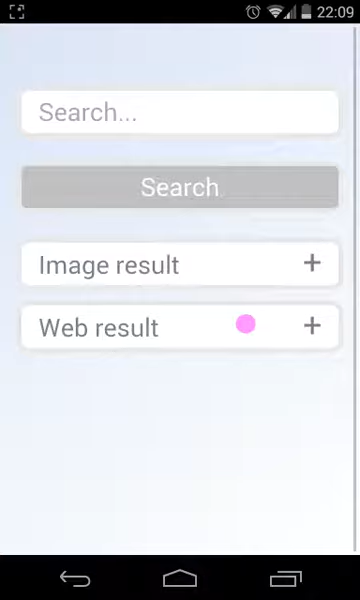 22:09
Search...
Search
Image result +
Web result +